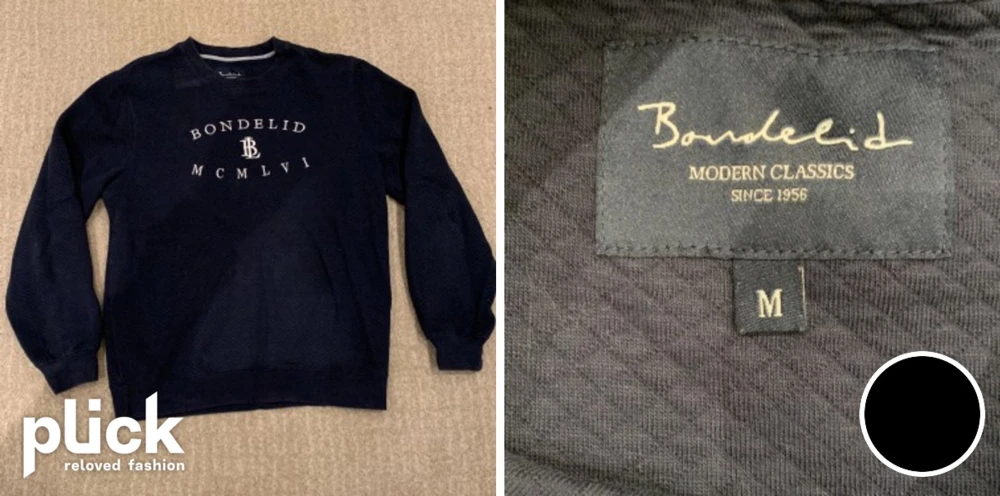 BONDELID
BL
MCMLVI
plick
reloved fashion
Bondelid
MODERN CLASSICS
SINCE 1956
M